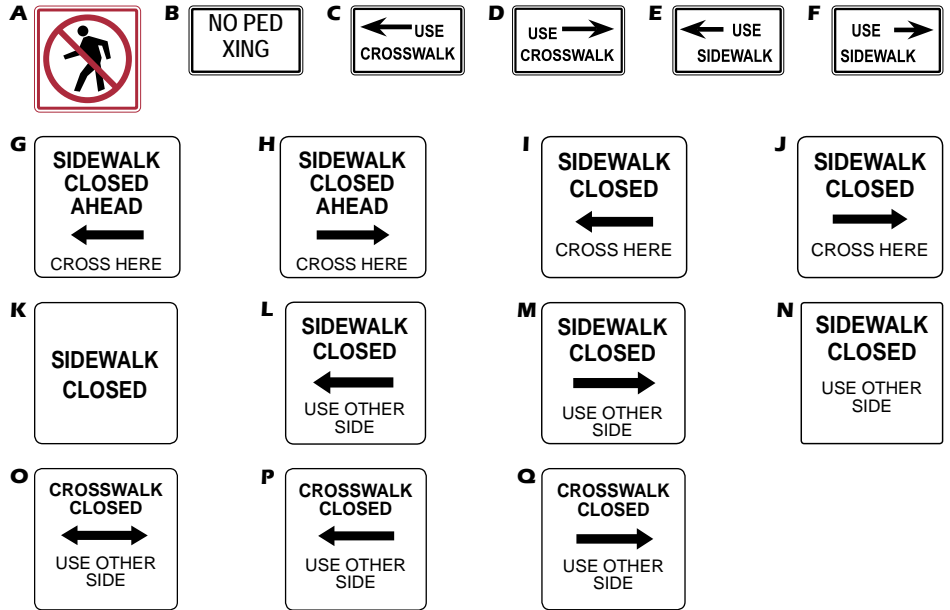 A
B
NO PED
XING
C
USE
CROSSWALK
D
USE
CROSSWALK
E
USE
SIDEWALK
F
USE
SIDEWALK
G
SIDEWALK
CLOSED
AHEAD
CROSS HERE
H
SIDEWALK
CLOSED
AHEAD
CROSS HERE
I
SIDEWALK
CLOSED
CROSS HERE
J
SIDEWALK
CLOSED
CROSS HERE
K
SIDEWALK
CLOSED
L
SIDEWALK
CLOSED
USE OTHER
SIDE
M
SIDEWALK
CLOSED
USE OTHER
SIDE
N
SIDEWALK
CLOSED
USE OTHER
SIDE
O
CROSSWALK
CLOSED
USE OTHER
SIDE
P
CROSSWALK
CLOSED
USE OTHER
SIDE
Q
CROSSWALK
CLOSED
USE OTHER
SIDE